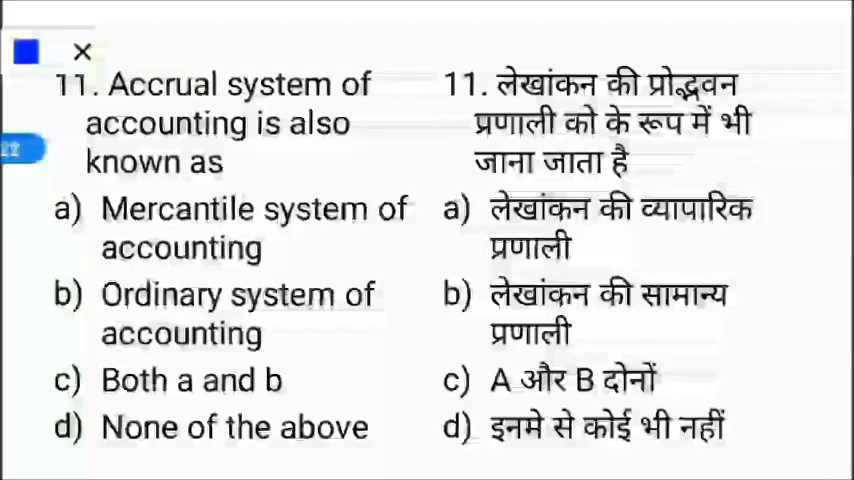 11. Accrual system of
accounting is also
known as
a) Mercantile system of
accounting
b) Ordinary system of
accounting
c) Both a and b
d) None of the above
11. लेखांकन की प्रोद्भवन
प्रणाली को के रूप में भी
जाना जाता है
a) लेखांकन की व्यापारिक
प्रणाली
b) लेखांकन की सामान्य
प्रणाली
c) A और B दोनों
d) इनमे से कोई भी नहीं
22